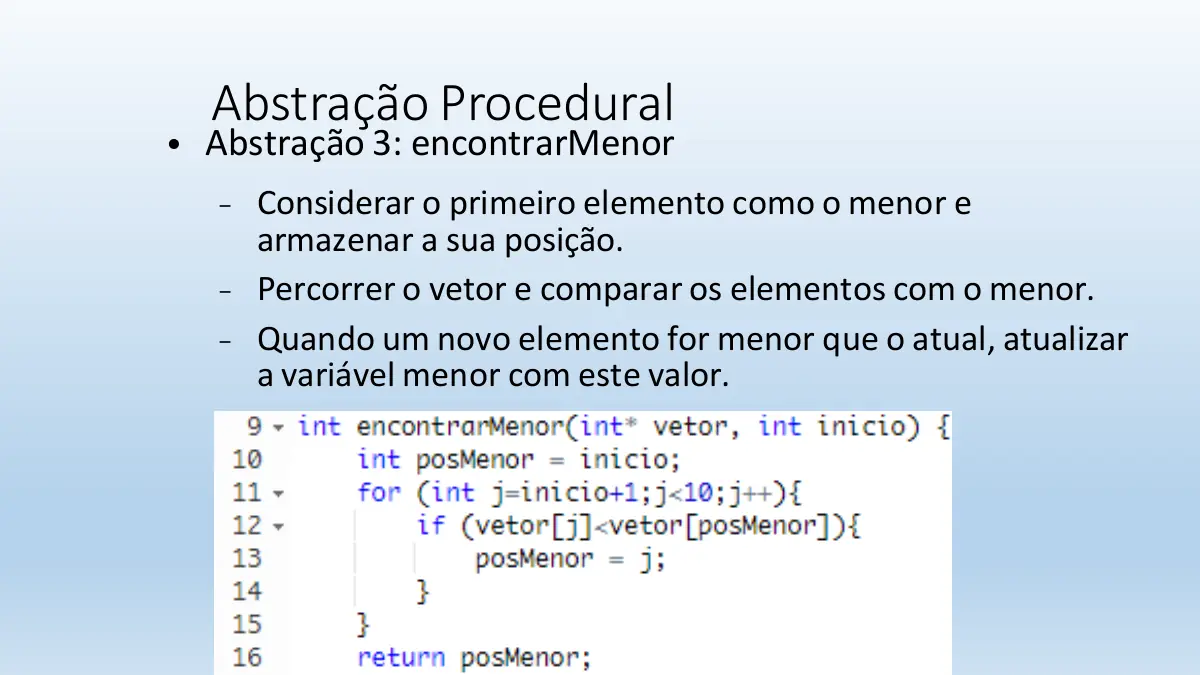 Abstração Procedural
• Abstração 3: encontrarMenor
– Considerar o primeiro elemento como o menor e
armazenar a sua posição.
– Percorrer o vetor e comparar os elementos com o menor.
– Quando um novo elemento for menor que o atual, atualizar
a variável menor com este valor.
9 int encontrarMenor(int* vetor, int inicio) {
10 int posMenor = inicio;
11 for (int j=inicio+1;j<10;j++){
12 if (vetor[j]<vetor[posMenor]){
13 posMenor = j;
14 }
15 }
16 return posMenor;